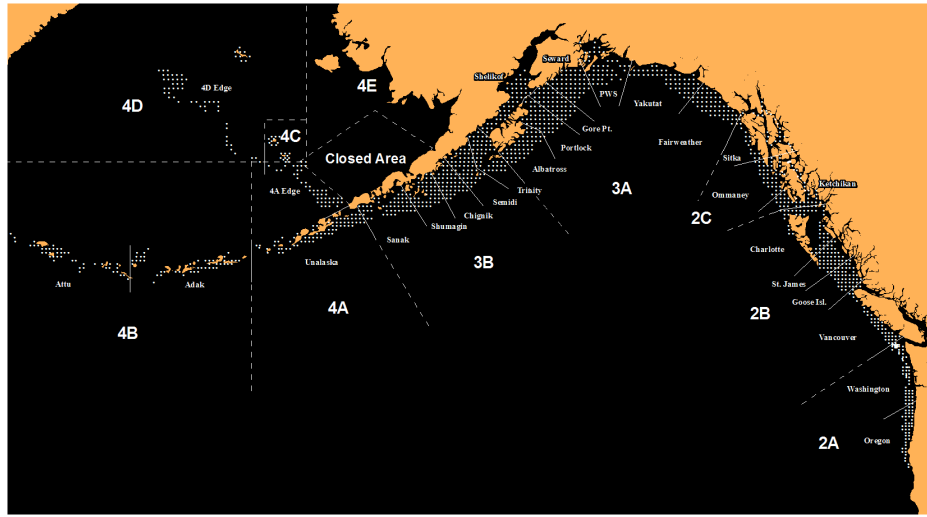 Seward
Shelikof
4E
4D Edge
PWS
Yakutat
4D
Gore Pt.
4C
Fairweather
Portlock
Closed Area
Sitka
Albatross
Ketchikan
4A Edge
Trinity
3A
Ommaney
Semidi
Chignik
2C
Shumagin
Sanak
Charlotte
Unalaska
3B
Attu
Adak
St. James
Goose Isl.
4A
2B
4B
Vancouver
Washington
Oregon
2A